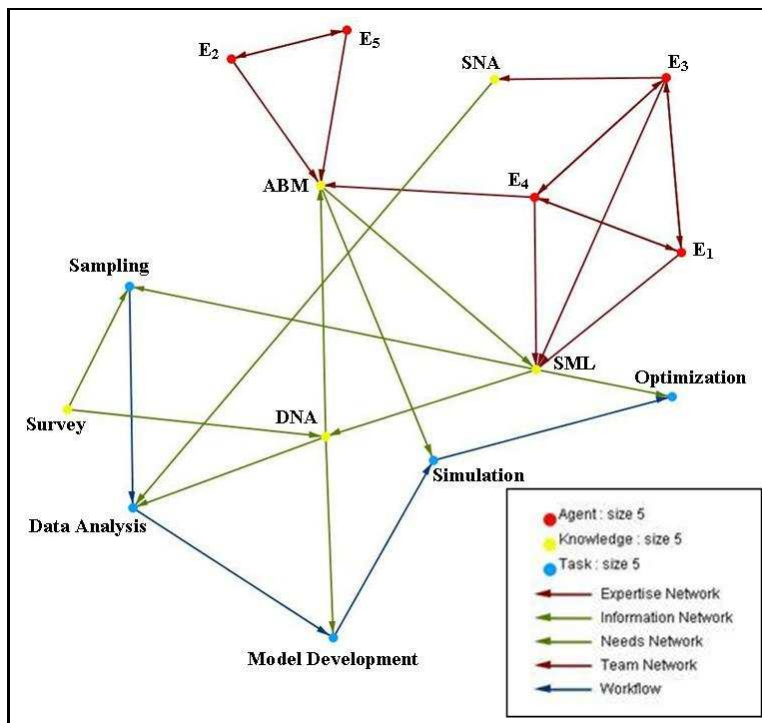 E5
E2
SNA
E3
ABM
E4
E1
Sampling
SML
Optimization
Survey
DNA
Simulation
Data Analysis
Model Development
Agent : size 5
Knowledge : size 5
Task : size 5
Expertise Network
Information Network
Needs Network
Team Network
Workflow